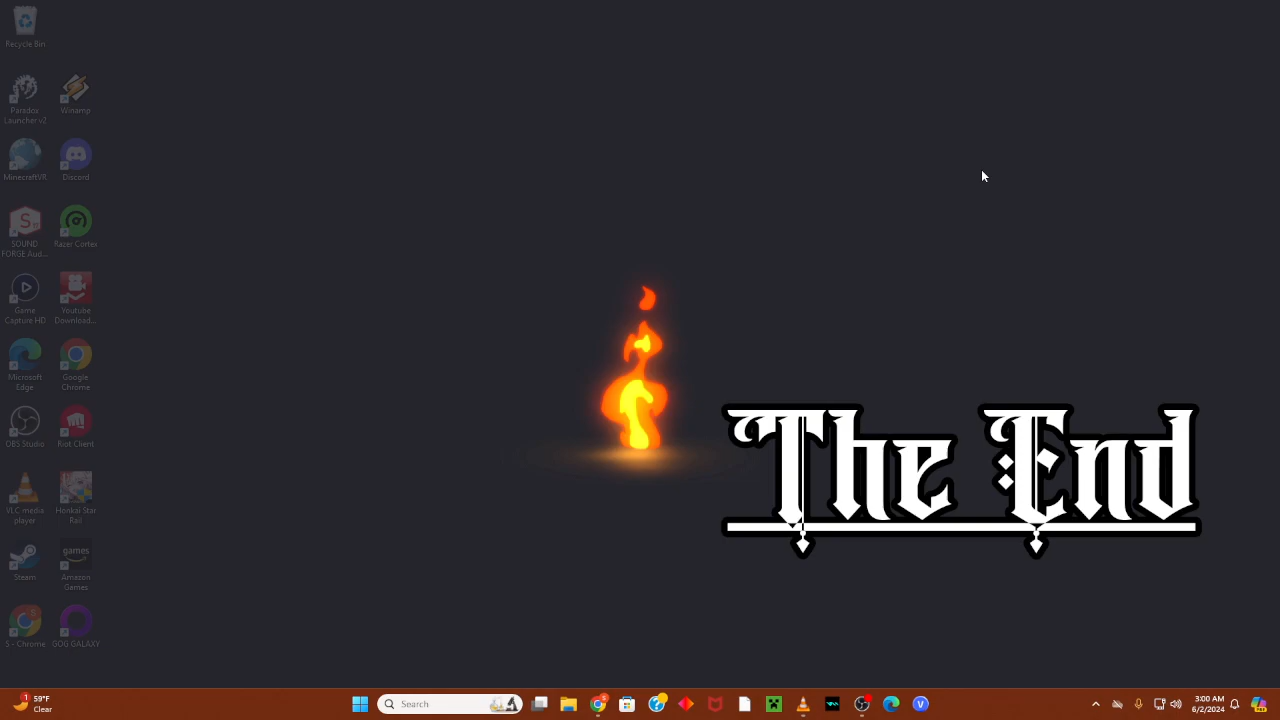 Recycle Bin
Paradox
Launcher v2
Winamp
MinecraftVR
Discord
SOUND
FORGE Aud...
Razer Cortex
Game
Capture HD
Youtube
Download...
Microsoft
Edge
Google
Chrome
OBS Studio
Riot Client
VLC media
player
Honkai Star
Rail
Steam
games
Amazon
Games
S - Chrome
GOG GALAXY
The End
1
59°F
Clear
Search
3:00 AM
6/2/2024